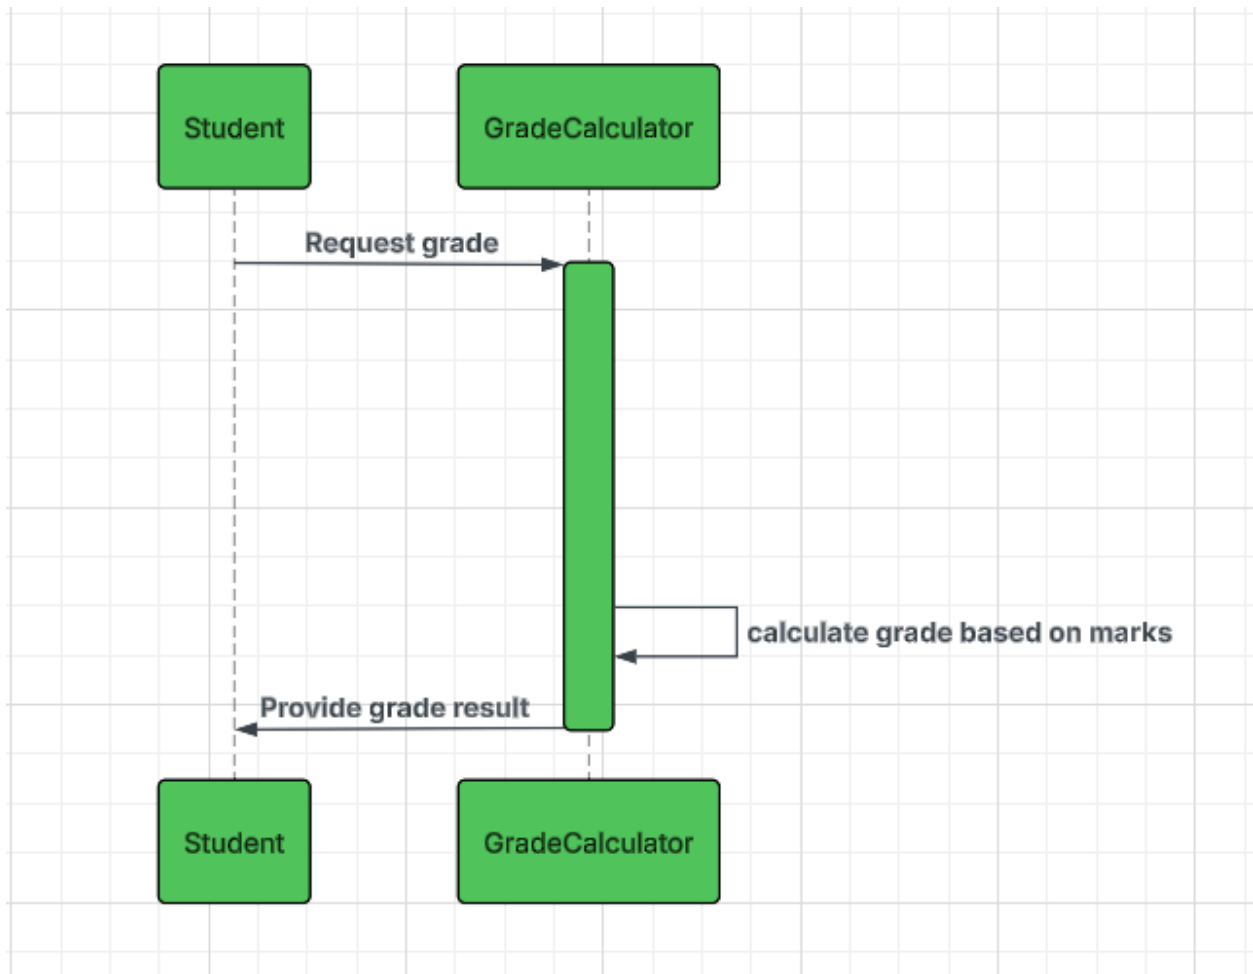 Student
GradeCalculator
Request grade
calculate grade based on marks
Provide grade result
Student
GradeCalculator